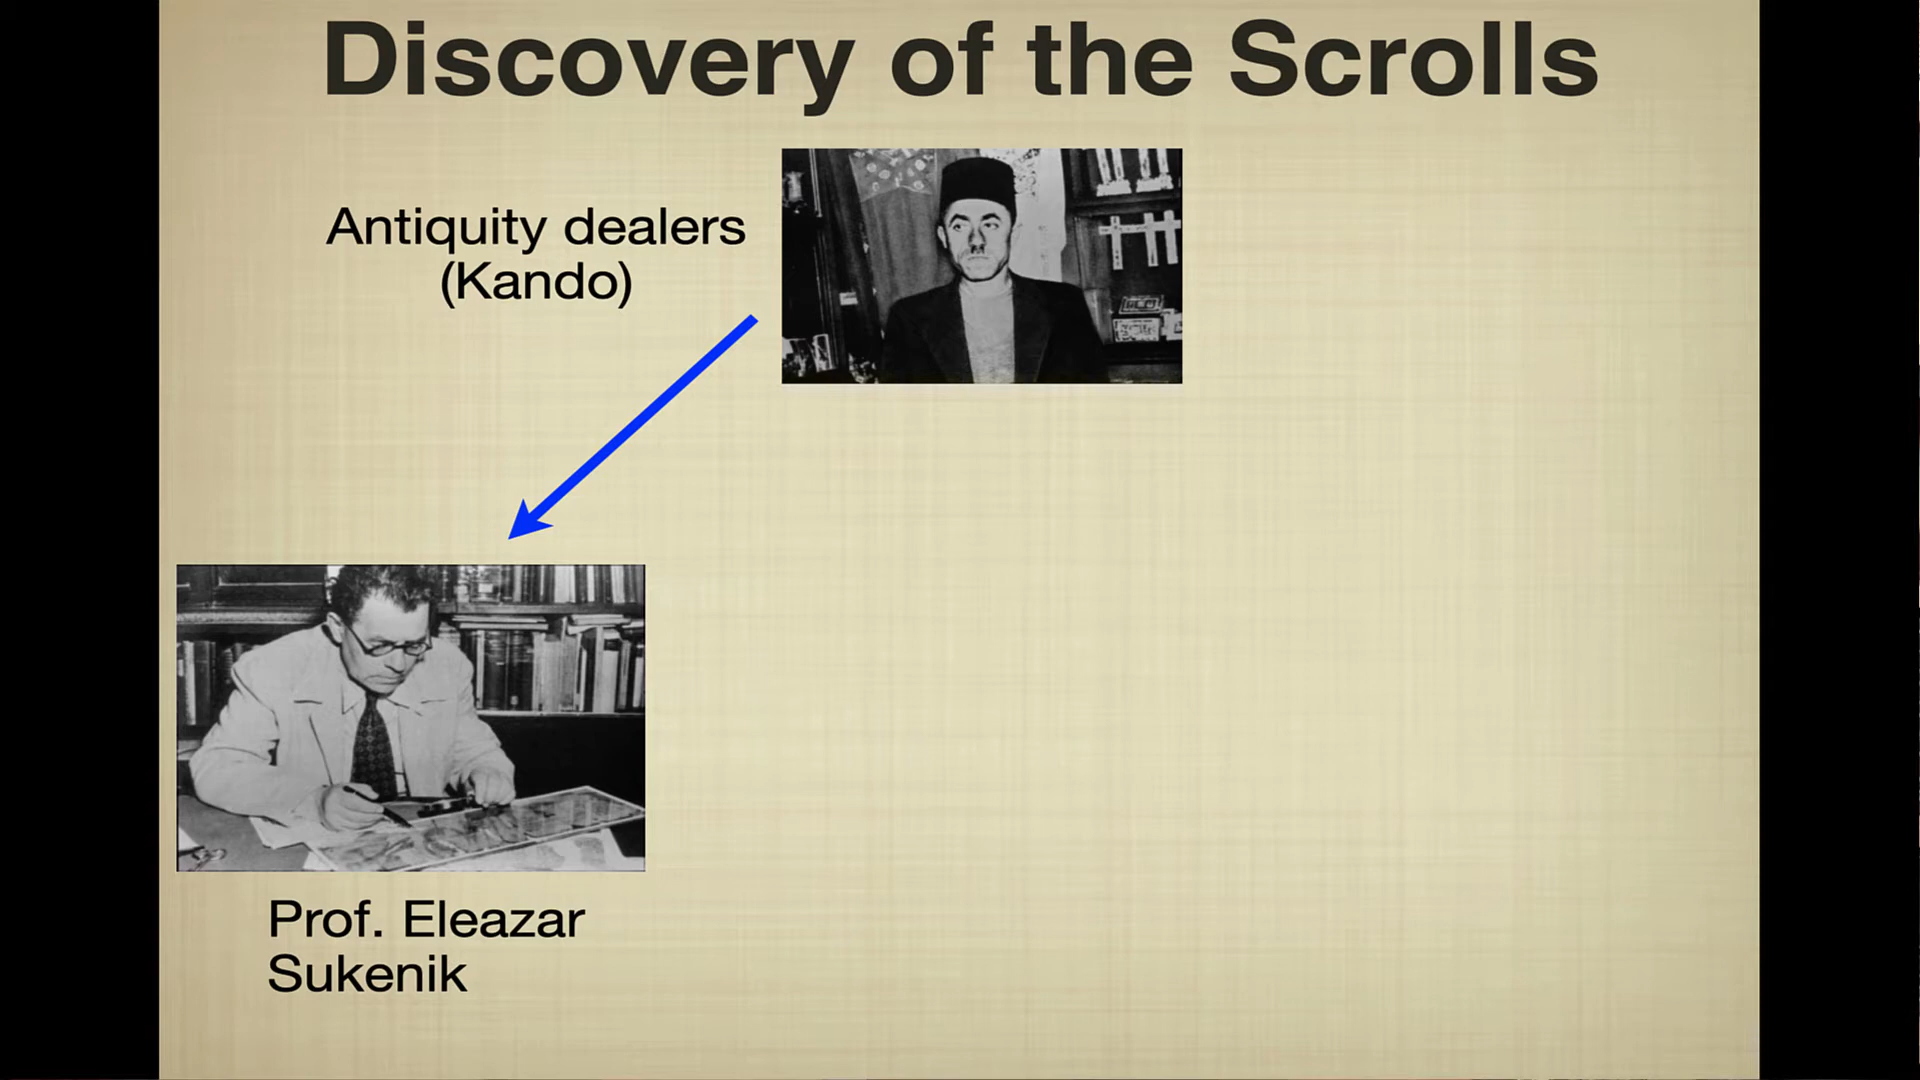 Discovery of the Scrolls
Antiquity dealers
(Kando)
Prof. Eleazar
Sukenik